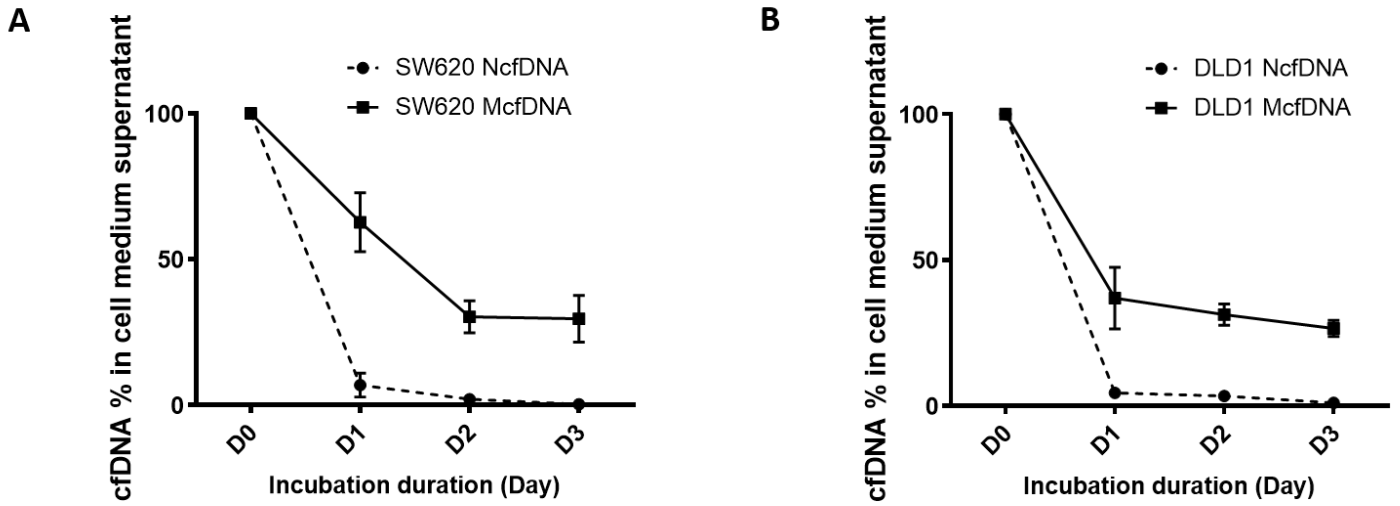 A
cfDNA % in cell medium supernatant
SW620 NcfDNA
SW620 McfDNA
100
50
0
D0
D1
D2
D3
Incubation duration (Day)
B
cfDNA % in cell medium supernatant
DLD1 NcfDNA
DLD1 McfDNA
100
50
0
D0
D1
D2
D3
Incubation duration (Day)